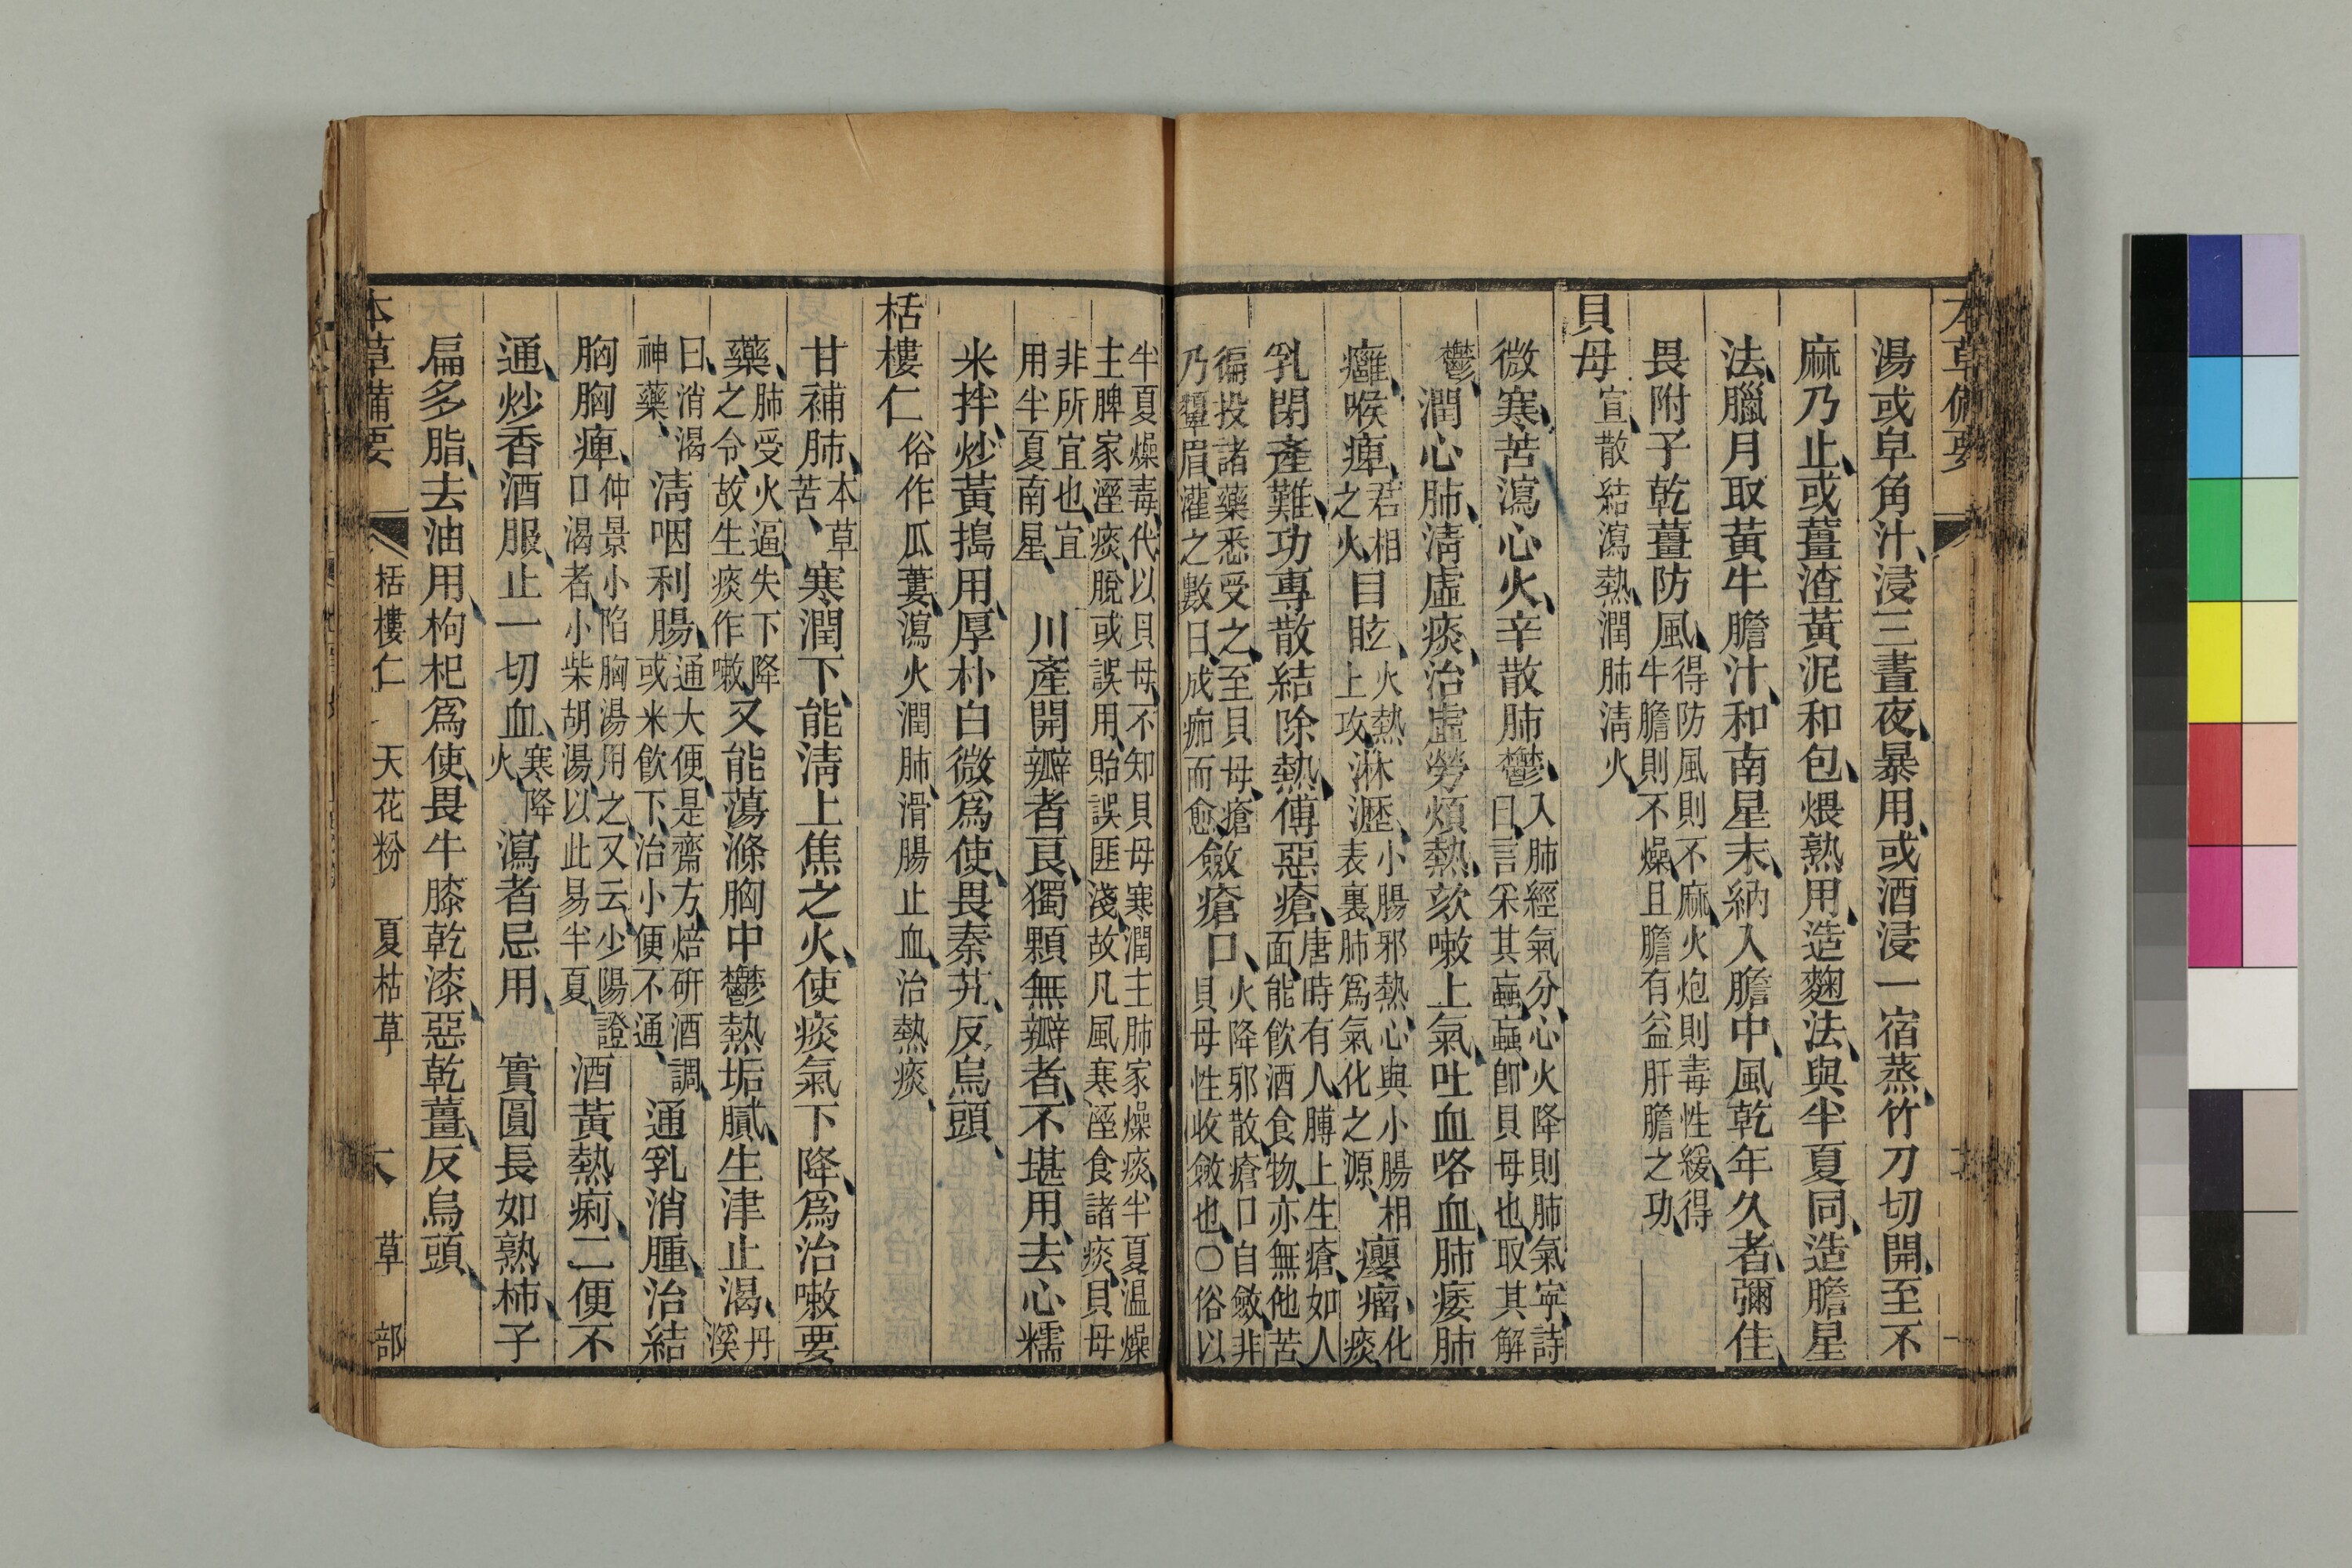 本草備要
湯或皁角汁浸三晝夜暴用或酒浸一宿蒸竹刀切開至不
麻乃止或薑渣黃泥和包煨熟用造麴法與半夏同造膽星
法臘月取黃牛膽汁和南星末納入膽中風乾年久者彌佳
畏附子乾薑防風得防風則不麻火炮則毒性緩得牛膽則不燥且膽有益肝膽之功
貝母宣散結瀉熱潤肺淸火
微寒苦瀉心火辛散肺鬱入肺經氣分心火降則肺氣寜詩曰言采其蝱蝱卽貝母也取其解
鬱潤心肺淸虛痰治虛勞煩熱欬嗽上氣吐血咯血肺痿肺
癰喉痺君相之火目眩火熱上攻淋瀝小腸邪熱心與小腸相表裏肺爲氣化之源癭瘤化痰
乳閉產難功專散結除熱傅惡瘡唐時有人膊上生瘡如人面能飮酒食物亦無他苦
徧投諸藥悉受之至貝母瘡乃顰眉灌之數日成痂而愈斂瘡口火降邪散瘡口自斂非貝母性收斂也〇俗以
半夏燥毒代以貝母不知貝母寒潤主肺家燥痰半夏温燥主脾家溼痰脫或誤用貽誤匪淺故凡風寒溼食諸痰貝母
非所宜也宜用半夏南星　川產開瓣者良獨顆無瓣者不堪用去心糯
米拌炒黃搗用厚朴白微爲使畏秦艽反烏頭
栝樓仁俗作瓜蔞瀉火潤肺滑腸止血治熱痰
甘補肺本草苦寒潤下能淸上焦之火使痰氣下降爲治嗽要
藥肺受火逼失下降之令故生痰作嗽又能蕩滌胸中鬱熱垢膩生津止渴丹溪
曰消渴神藥淸咽利腸通大便是齋方焙研酒調或米飮下治小便不通通乳消腫治結
胸胸痺仲景小陷胸湯用之又云少陽證口渴者小柴胡湯以此易半夏酒黃熱痢二便不
通炒香酒服止一切血寒降火瀉者忌用　實圓長如熟柿子
扁多脂去油用枸杞爲使畏牛膝乾漆惡乾薑反烏頭
本草備要　栝樓仁　天花粉　夏枯草　草部